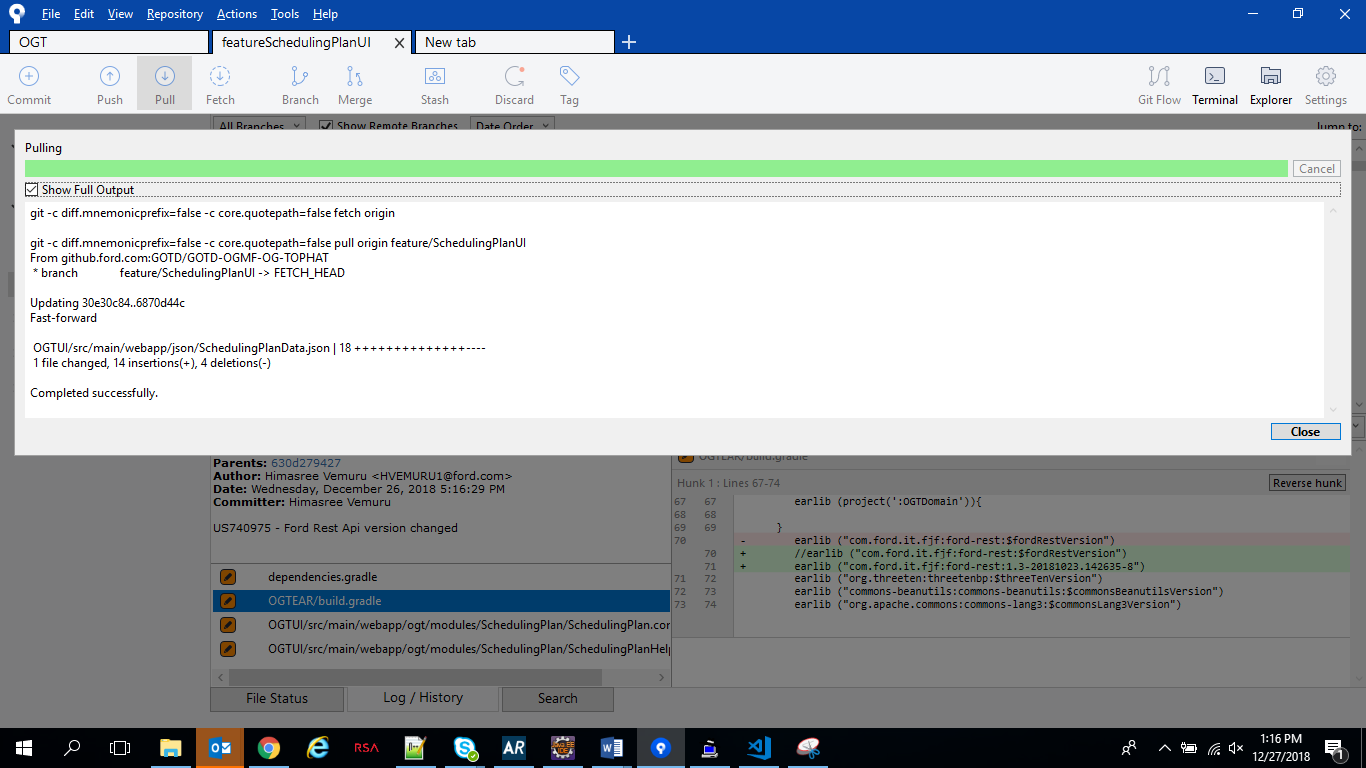 File Edit View Repository Actions Tools Help
OGT
featureSchedulingPlanUI
New tab
Commit Push Pull Fetch Branch Merge Stash Discard Tag Git Flow Terminal Explorer Settings
All Branches Show Remote Branches Date Order Jump to:
Pulling
Cancel
Show Full Output
git -c diff.mnemonicprefix=false -c core.quotepath=false fetch origin
git -c diff.mnemonicprefix=false -c core.quotepath=false pull origin feature/SchedulingPlanUI
From github.ford.com:GOTD/GOTD-OGMF-OG-TOPHAT
* branch feature/SchedulingPlanUI -> FETCH_HEAD
Updating 30e30c84..6870d44c
Fast-forward
OGTUI/src/main/webapp/json/SchedulingPlanData.json | 18 ++++++++++++++----
1 file changed, 14 insertions(+), 4 deletions(-)
Completed successfully.
Close
Parents: 630d279427
Author: Himasree Vemuru <HVEMURU1@ford.com>
Date: Wednesday, December 26, 2018 5:16:29 PM
Committer: Himasree Vemuru
US740975 - Ford Rest Api version changed
dependencies.gradle
OGTEAR/build.gradle
OGTUI/src/main/webapp/ogt/modules/SchedulingPlan/SchedulingPlan.con
OGTUI/src/main/webapp/ogt/modules/SchedulingPlan/SchedulingPlanHelp
OGTEAR/build.gradle
Hunk 1 : Lines 67-74
Reverse hunk
67 67 earlib (project(':OGTDomain')){
68 68
69 69 }
70 - earlib ("com.ford.it.fjf:ford-rest:$fordRestVersion")
70 + //earlib ("com.ford.it.fjf:ford-rest:$fordRestVersion")
71 + earlib ("com.ford.it.fjf:ford-rest:1.3-20181023.142635-8")
71 72 earlib ("org.threeten:threetenbp:$threeTenVersion")
72 73 earlib ("commons-beanutils:commons-beanutils:$commonsBeanutilsVersion")
73 74 earlib ("org.apache.commons:commons-lang3:$commonsLang3Version")
File Status
Log / History
Search
RSA
AR
1:16 PM
12/27/2018
1